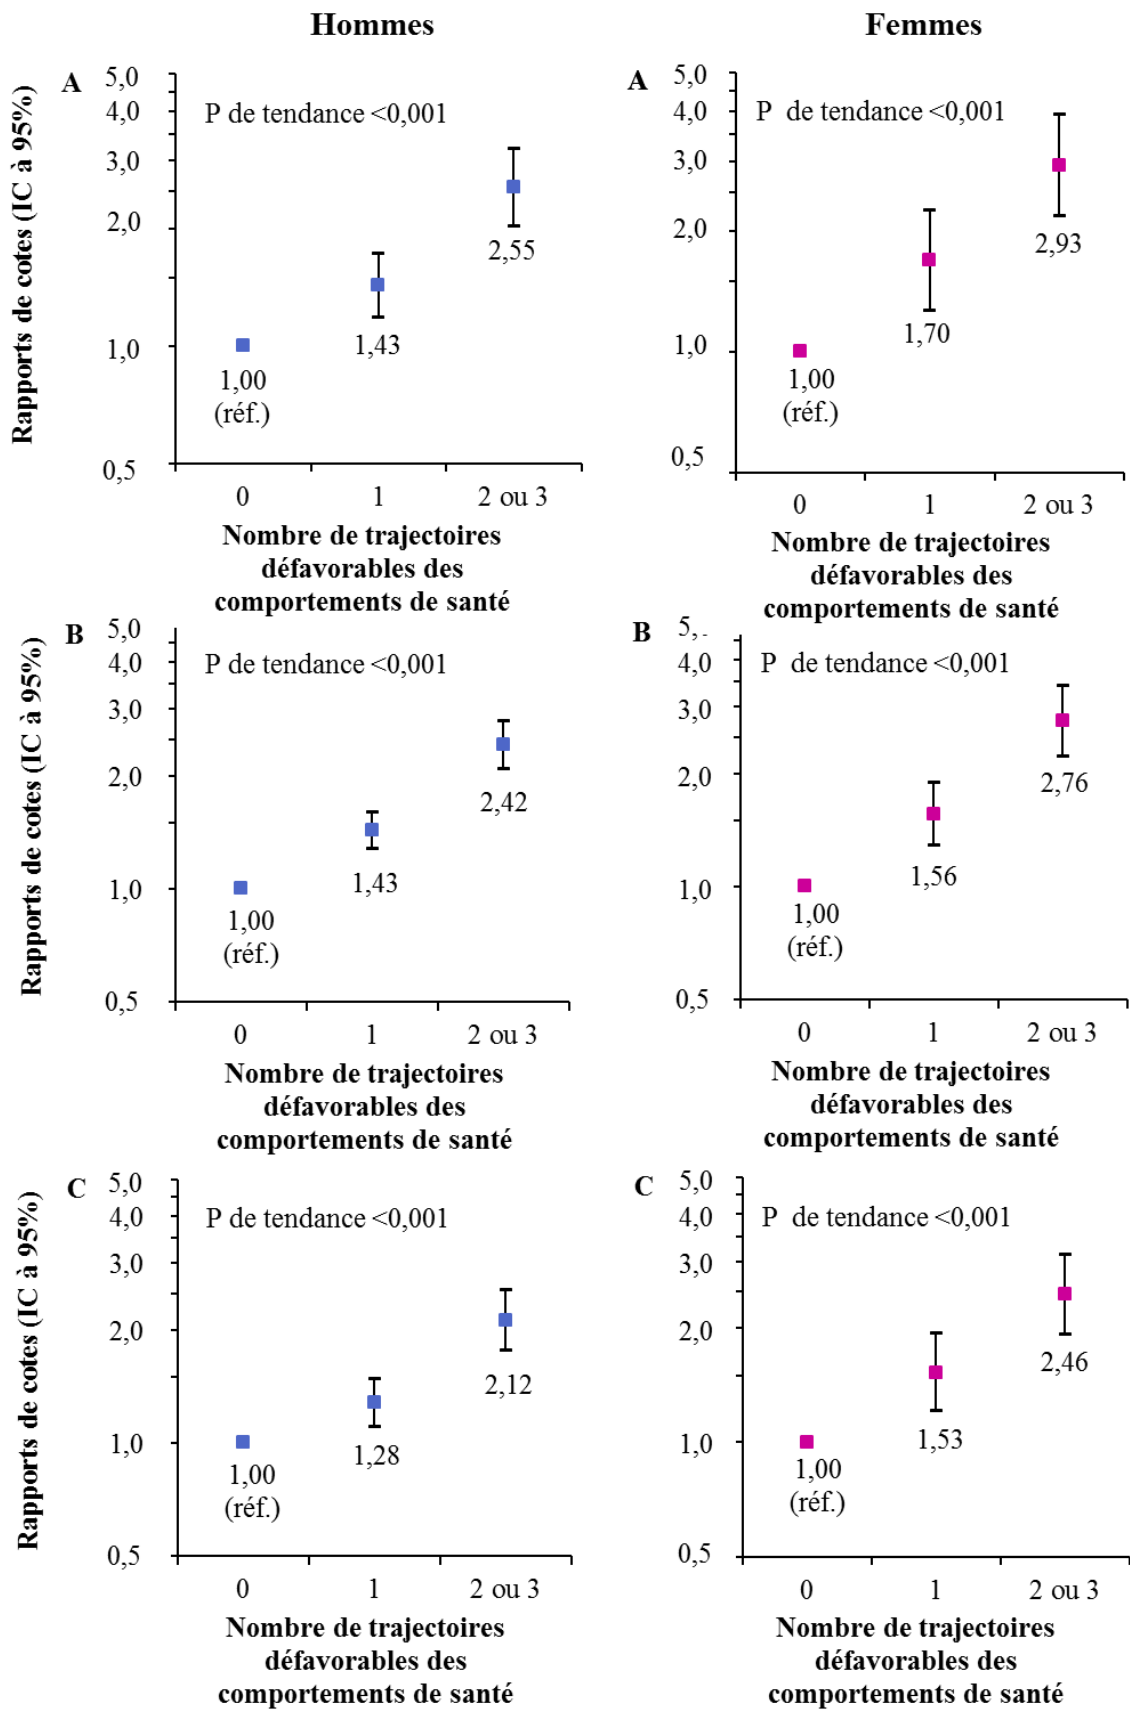 Hommes
Femmes
A
Rapports de cotes (IC à 95%)
5,0
4,0
3,0
2,0
1,0
0,5
P de tendance <0,001
1,00
(réf.)
1,43
2,55
0
1
2 ou 3
Nombre de trajectoires
défavorables des
comportements de santé
A
5,0
4,0
3,0
2,0
1,0
0,5
P de tendance <0,001
1,00
(réf.)
1,70
2,93
0
1
2 ou 3
Nombre de trajectoires
défavorables des
comportements de santé
B
Rapports de cotes (IC à 95%)
5,0
4,0
3,0
2,0
1,0
0,5
P de tendance <0,001
1,00
(réf.)
1,43
2,42
0
1
2 ou 3
Nombre de trajectoires
défavorables des
comportements de santé
B
4,0
3,0
2,0
1,0
0,5
P de tendance <0,001
1,00
(réf.)
1,56
2,76
0
1
2 ou 3
Nombre de trajectoires
défavorables des
comportements de santé
C
Rapports de cotes (IC à 95%)
5,0
4,0
3,0
2,0
1,0
0,5
P de tendance <0,001
1,00
(réf.)
1,28
2,12
0
1
2 ou 3
Nombre de trajectoires
défavorables des
comportements de santé
C
5,0
4,0
3,0
2,0
1,0
0,5
P de tendance <0,001
1,00
(réf.)
1,53
2,46
0
1
2 ou 3
Nombre de trajectoires
défavorables des
comportements de santé